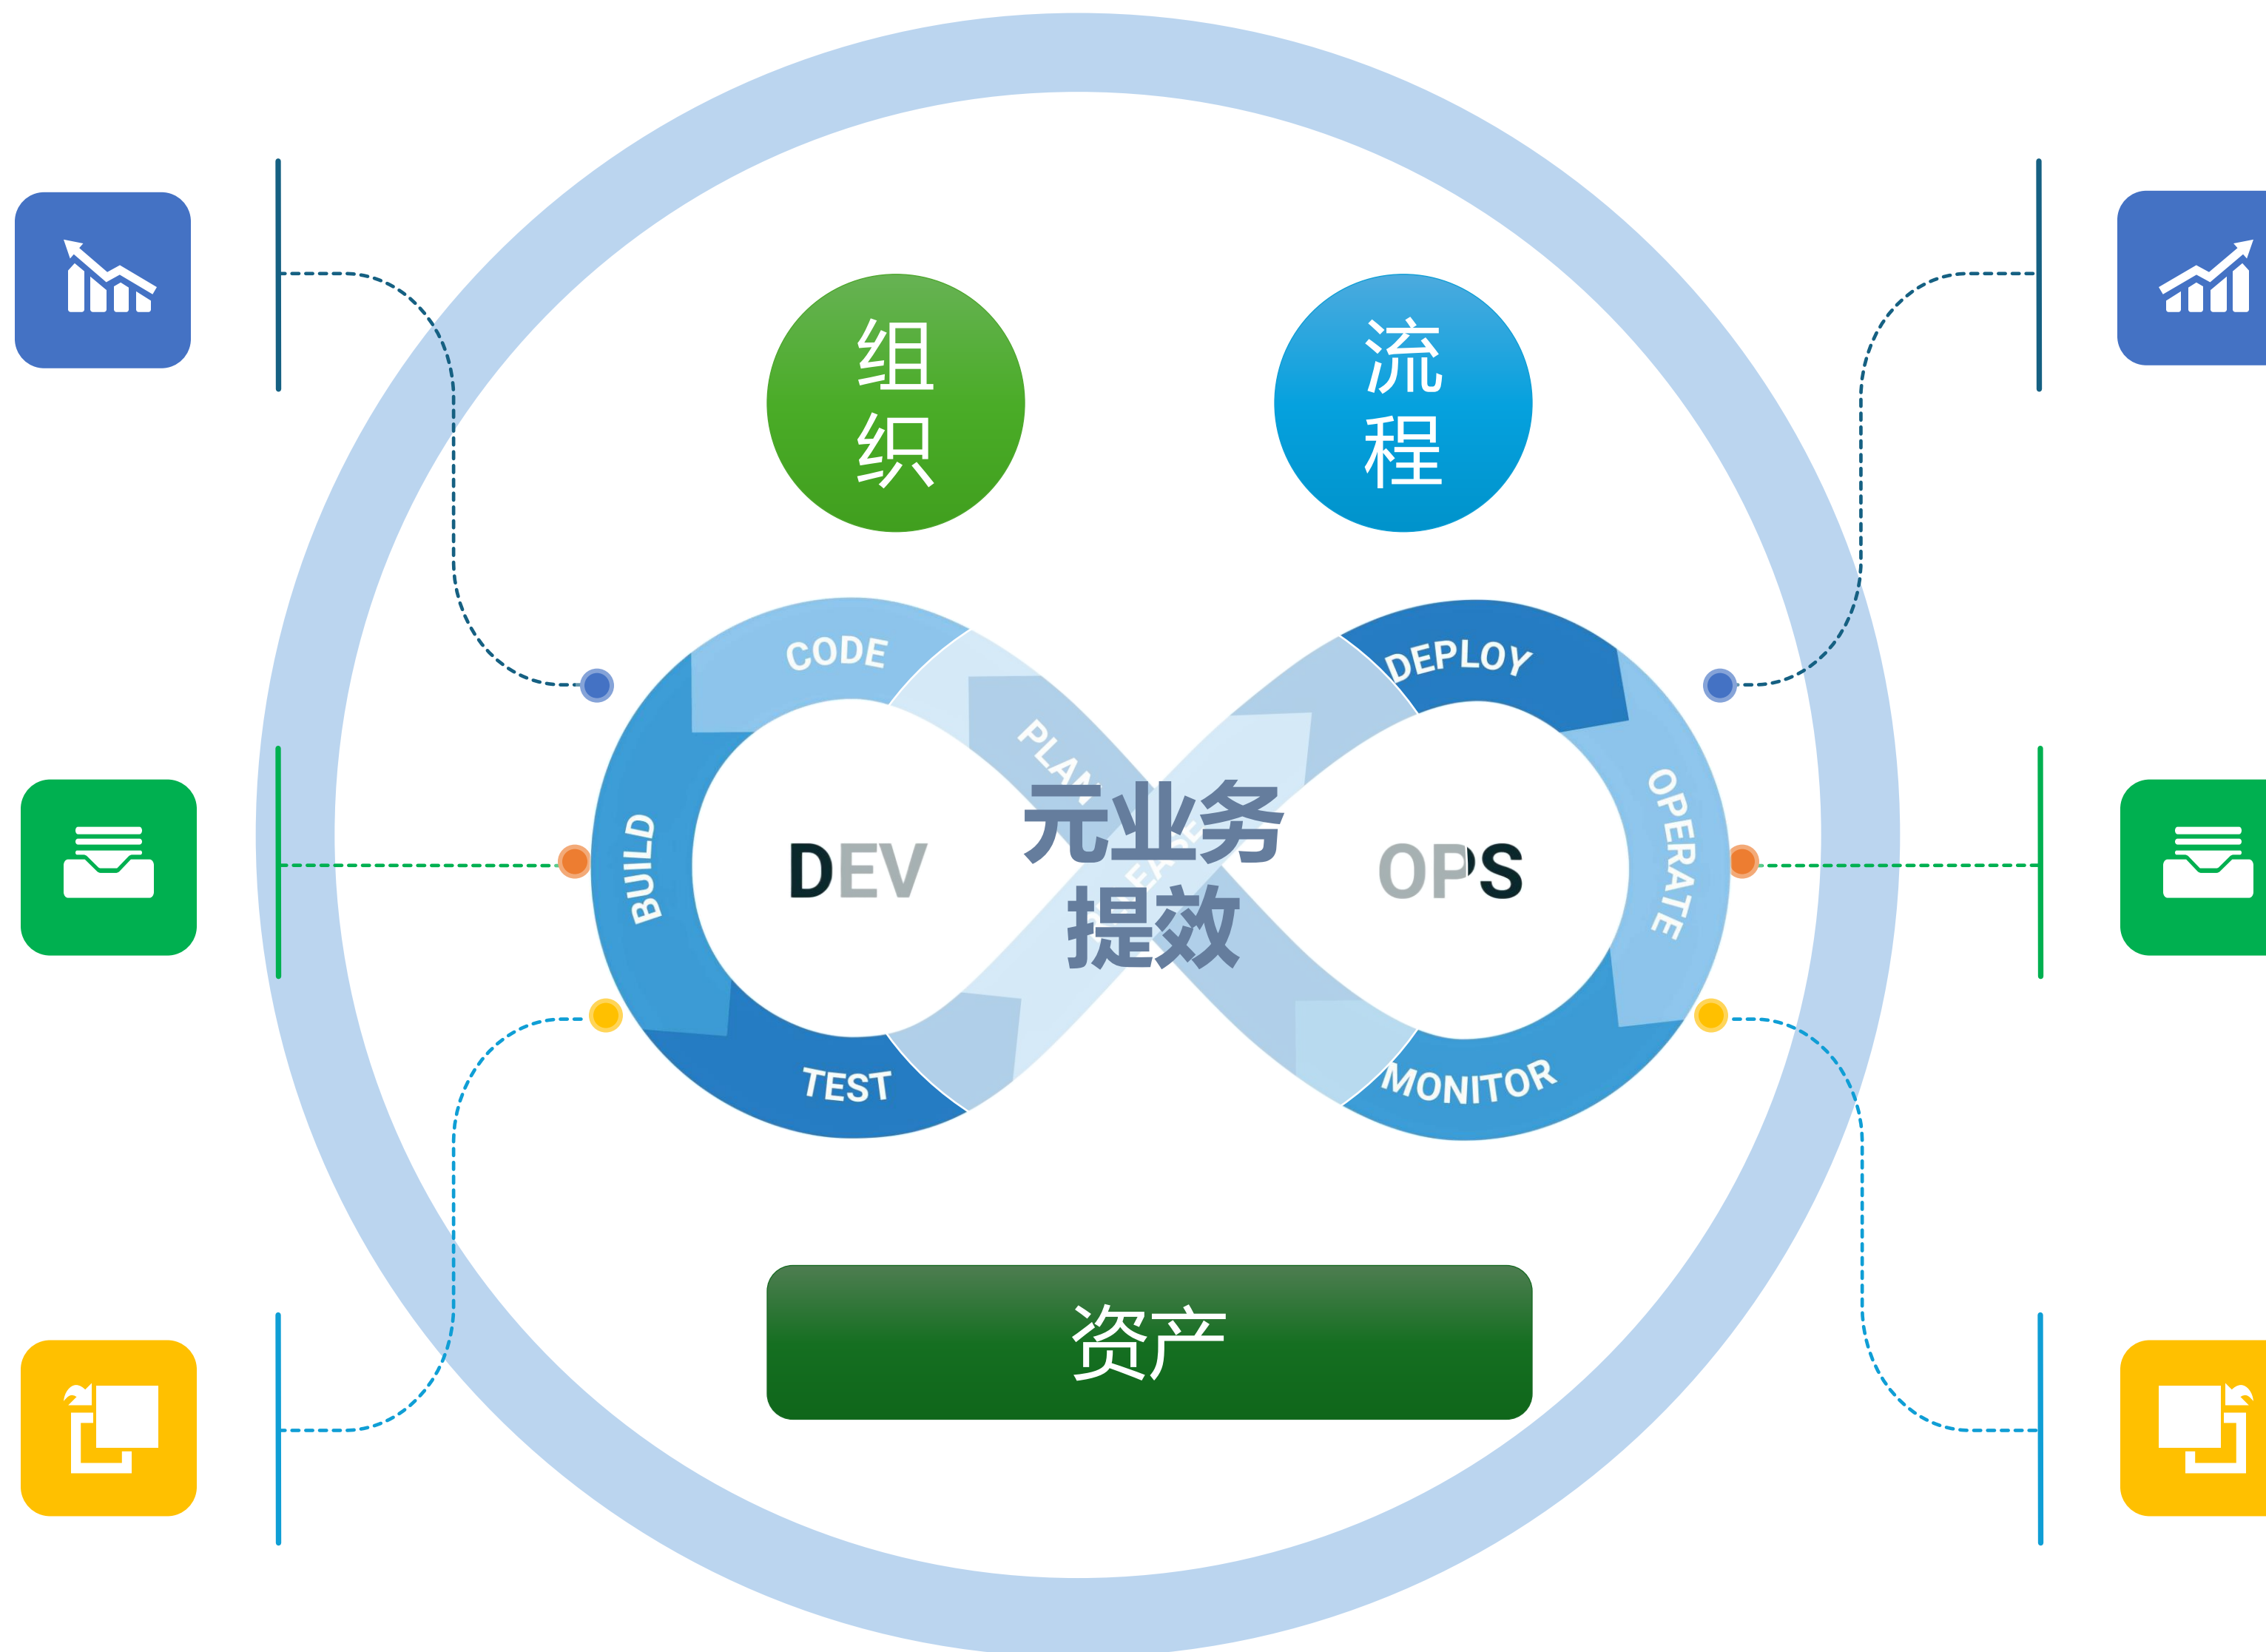 组
织
流
程
CODE
PLAN
DEPLOY
BUILD
DEV
元业务
提效
OPS
OPERATE
TEST
MONITOR
资产